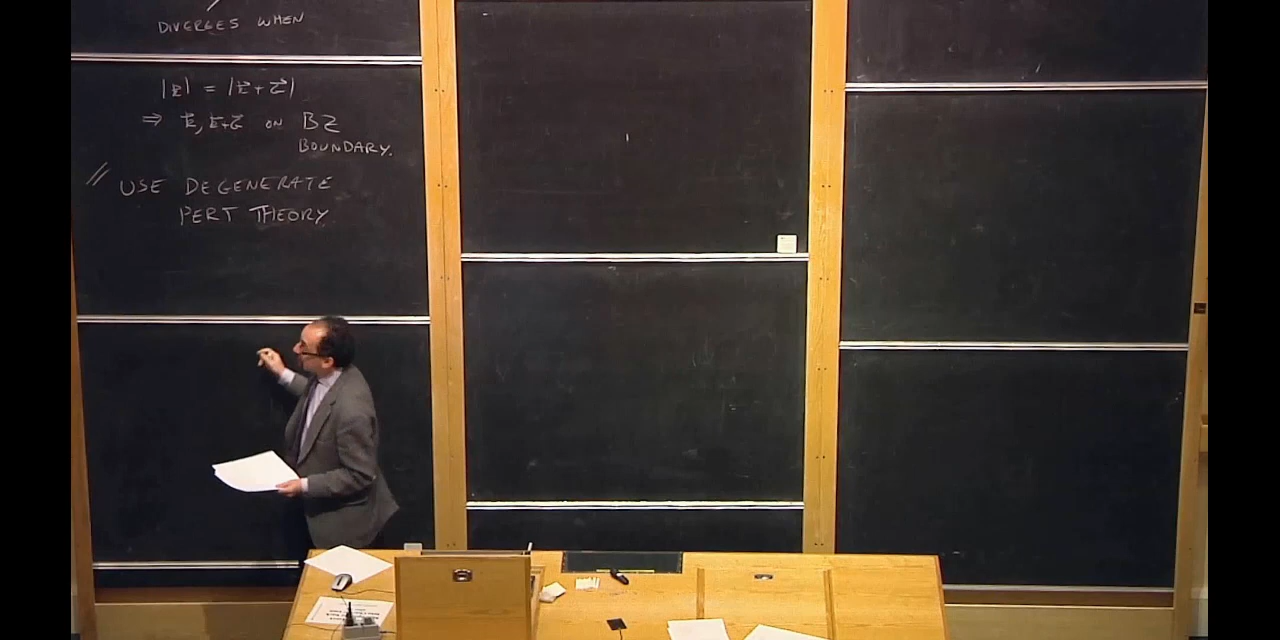 DIVERGES WHEN
|k⃗| = |k⃗+G⃗|
⇒ k⃗, k⃗+G⃗ ON BZ
BOUNDARY.
// USE DEGENERATE
PERT THEORY.